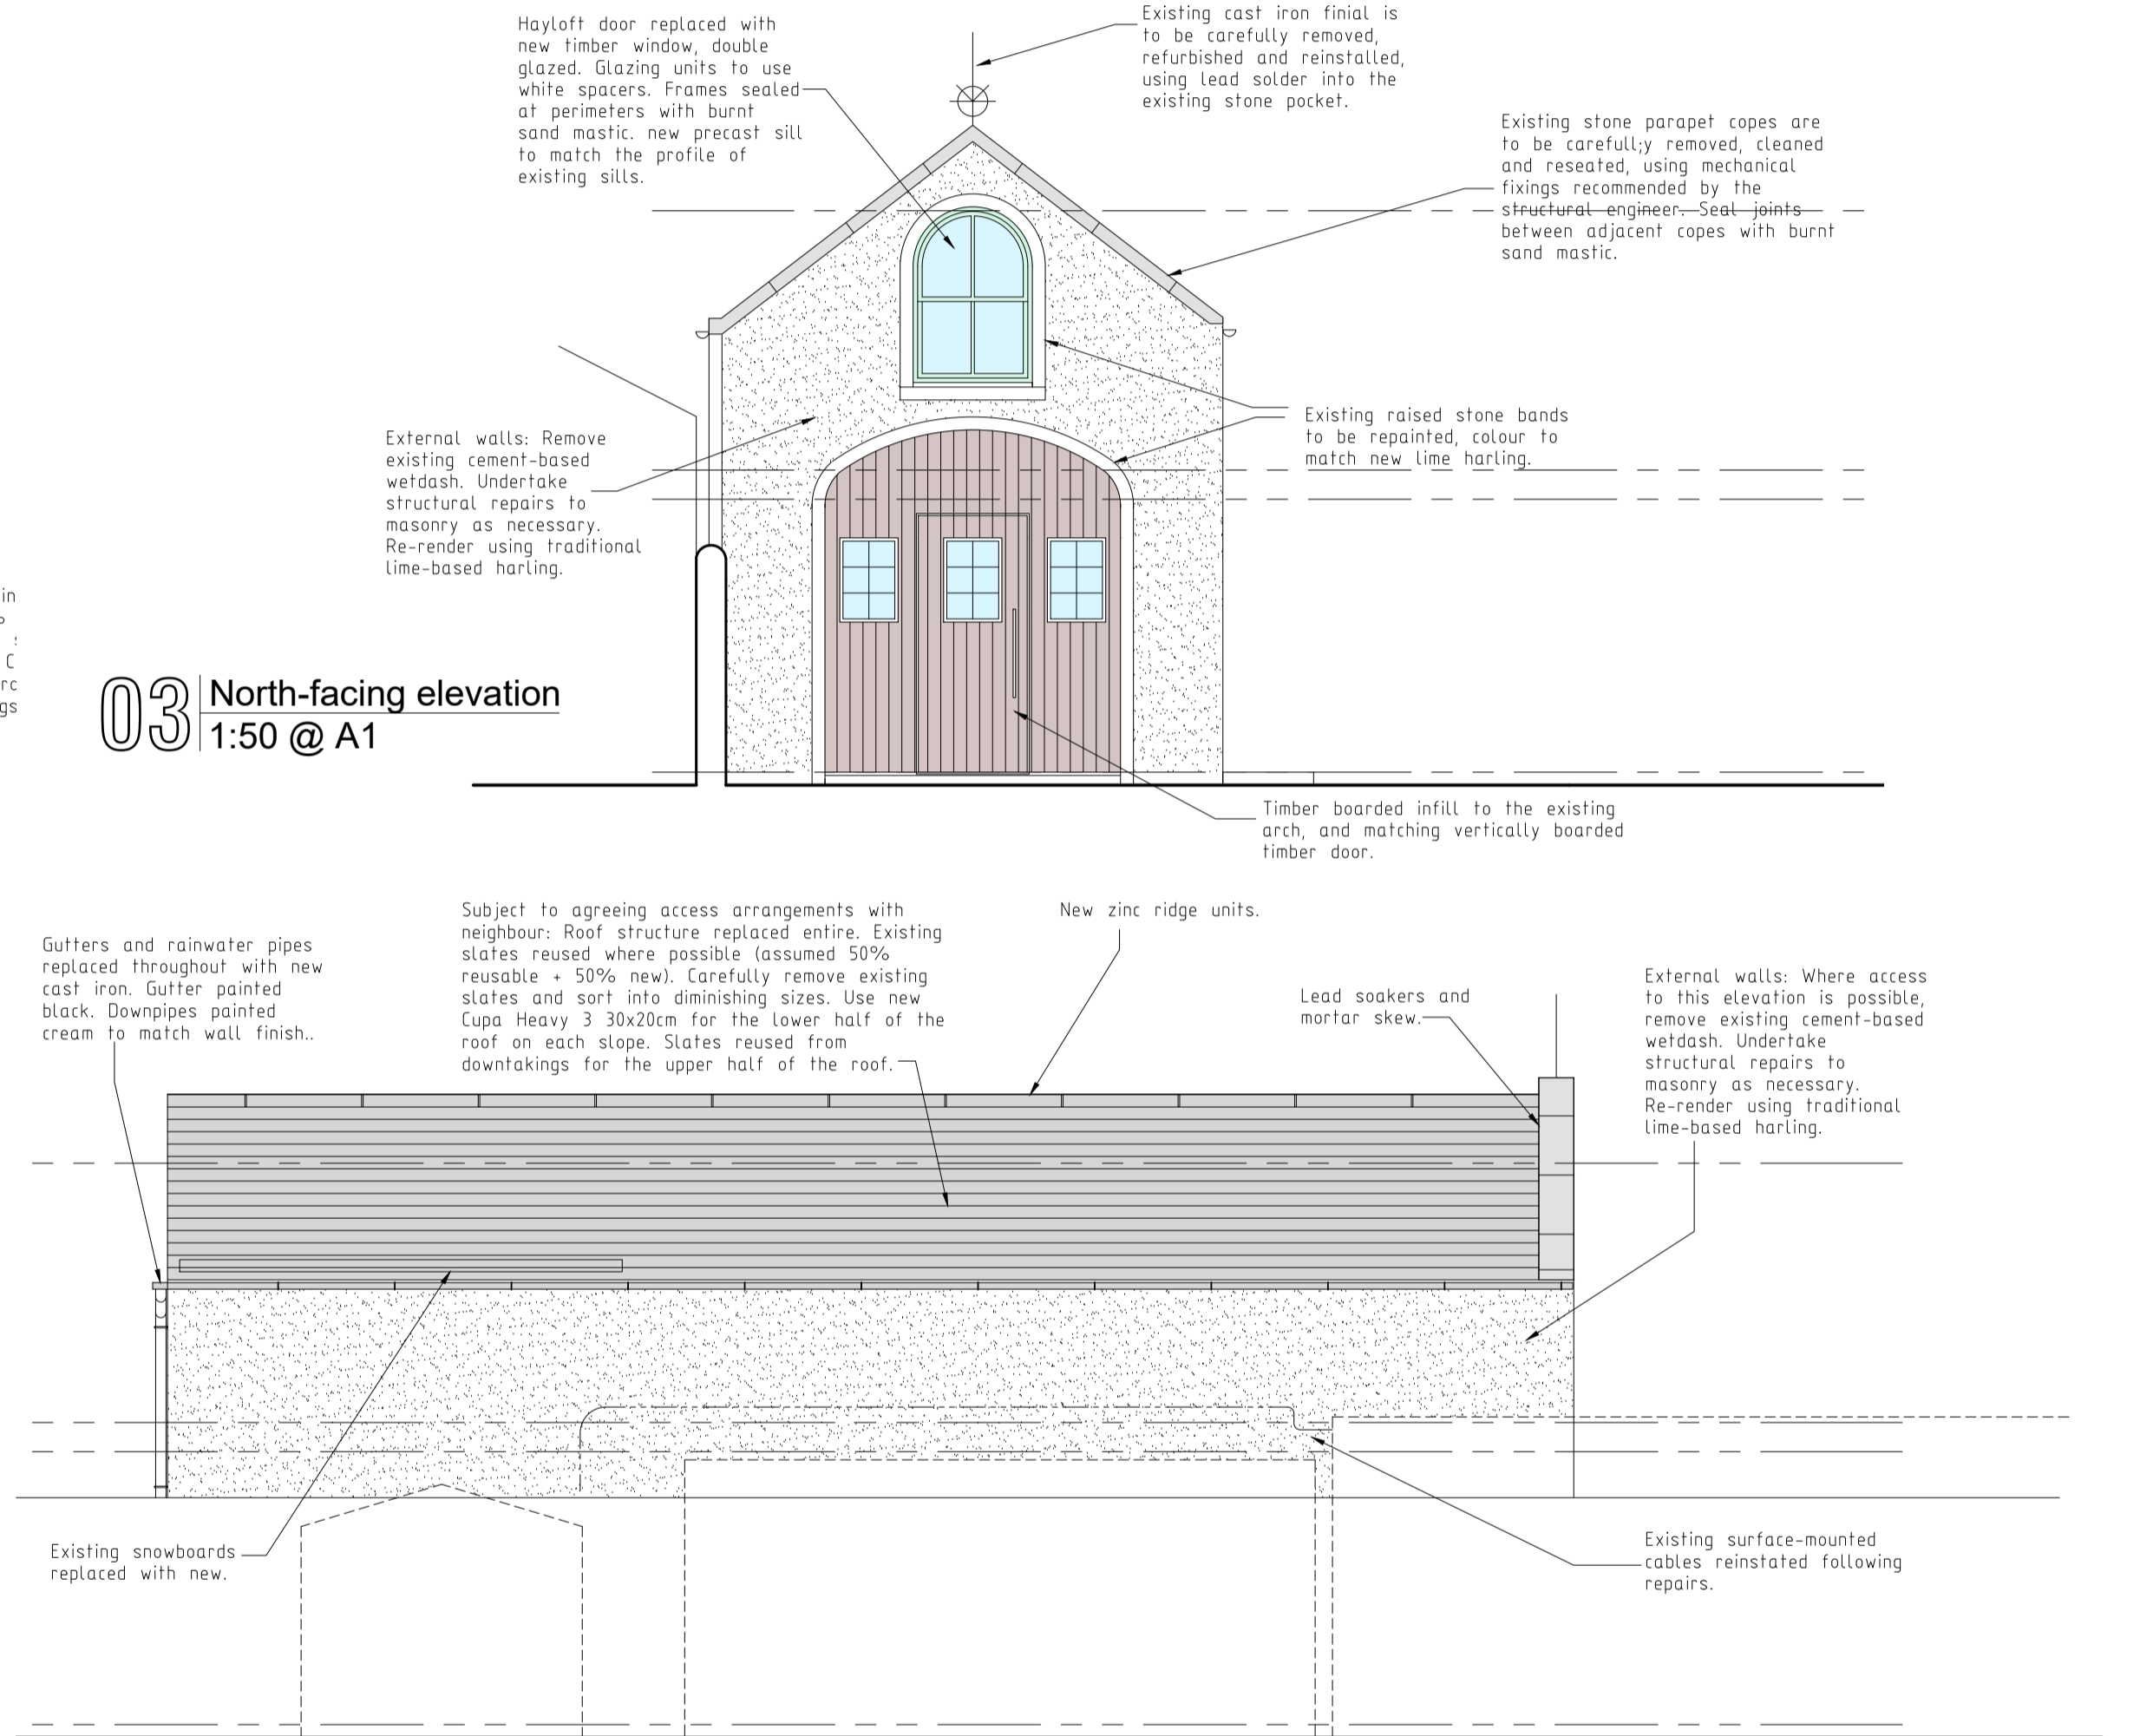 Hayloft door replaced with
new timber window, double
glazed. Glazing units to use
white spacers. Frames sealed
at perimeters with burnt
sand mastic. new precast sill
to match the profile of
existing sills.
Existing cast iron finial is
to be carefully removed,
refurbished and reinstalled,
using lead solder into the
existing stone pocket.
Existing stone parapet copes are
to be carefull;y removed, cleaned
and reseated, using mechanical
fixings recommended by the
structural engineer. Seal joints
between adjacent copes with burnt
sand mastic.
External walls: Remove
existing cement-based
wetdash. Undertake
structural repairs to
masonry as necessary.
Re-render using traditional
lime-based harling.
Existing raised stone bands
to be repainted, colour to
match new lime harling.
in
:
C
rc
gs
03
North-facing elevation
1:50 @ A1
Timber boarded infill to the existing
arch, and matching vertically boarded
timber door.
Gutters and rainwater pipes
replaced throughout with new
cast iron. Gutter painted
black. Downpipes painted
cream to match wall finish..
Subject to agreeing access arrangements with
neighbour: Roof structure replaced entire. Existing
slates reused where possible (assumed 50%
reusable + 50% new). Carefully remove existing
slates and sort into diminishing sizes. Use new
Cupa Heavy 3 30x20cm for the lower half of the
roof on each slope. Slates reused from
downtakings for the upper half of the roof.
New zinc ridge units.
Lead soakers and
mortar skew.
External walls: Where access
to this elevation is possible,
remove existing cement-based
wetdash. Undertake
structural repairs to
masonry as necessary.
Re-render using traditional
lime-based harling.
Existing snowboards
replaced with new.
Existing surface-mounted
cables reinstated following
repairs.